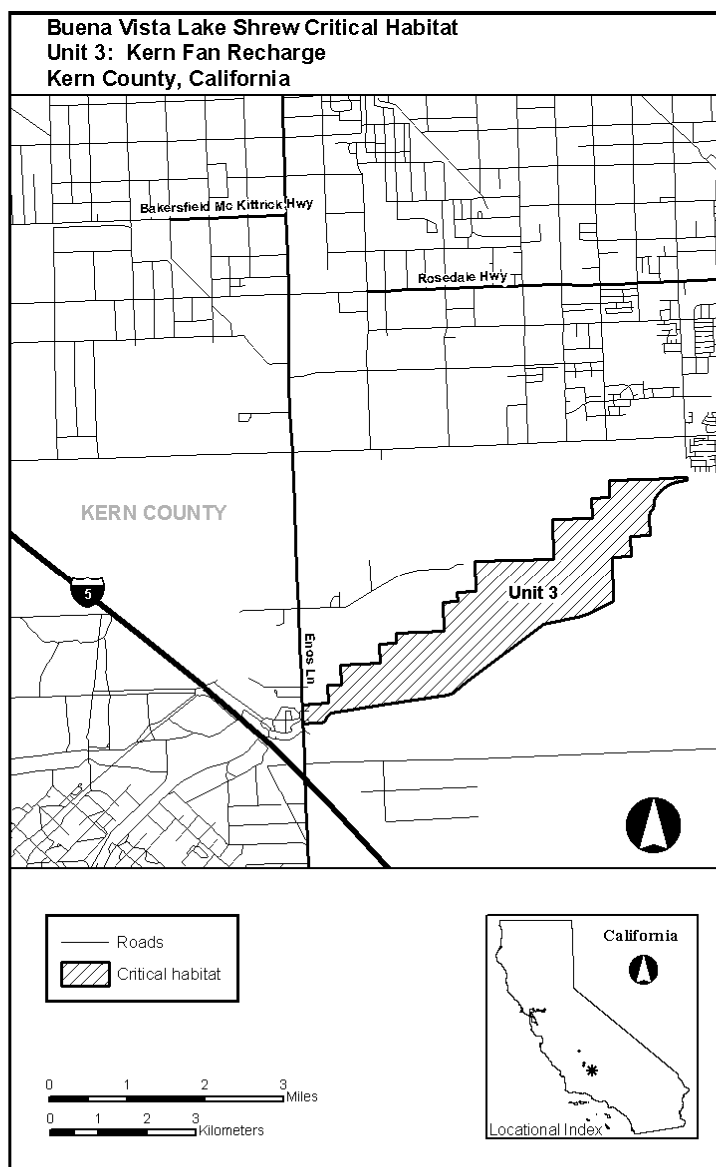 Buena Vista Lake Shrew Critical Habitat
Unit 3: Kern Fan Recharge
Kern County, California
Bakersfield Mc Kittrick Hwy
Rosedale Hwy
KERN COUNTY
Unit 3
5
Enos Ln
Roads
Critical habitat
California
0 1 2 3
Miles
0 1 2 3
Kilometers
Locational Index